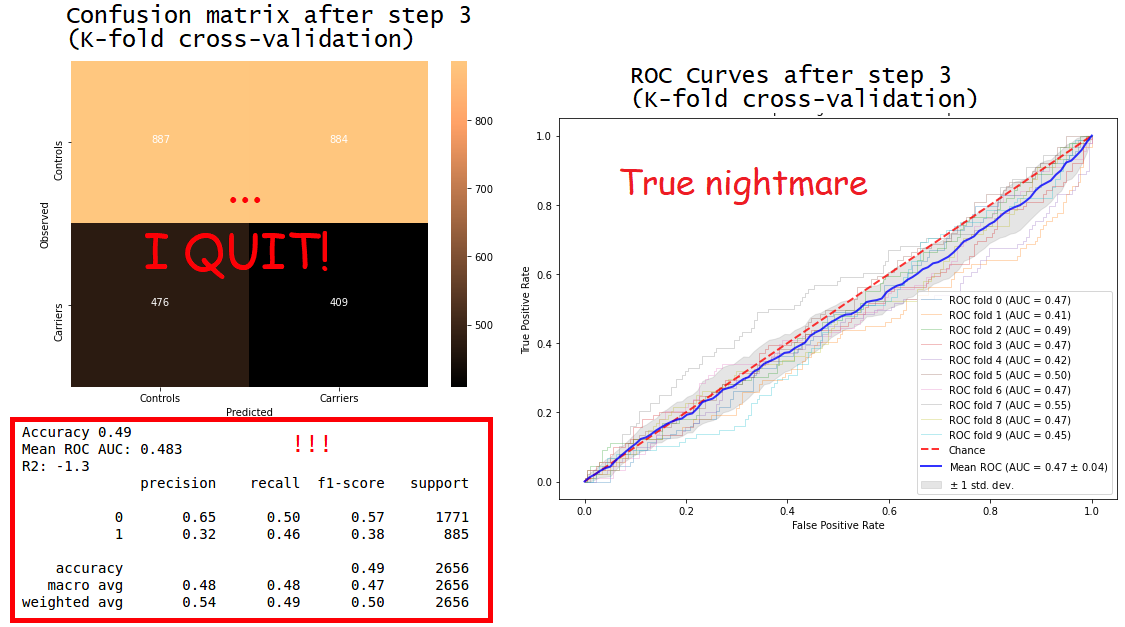 Confusion matrix after step 3
(K-fold cross-validation)
887
884
476
409
...
I QUIT!
Controls
Carriers
Observed
Controls
Carriers
Predicted
800
700
600
500
Accuracy 0.49
Mean ROC AUC: 0.483
R2: -1.3
!!!
precision recall f1-score support
0 0.65 0.50 0.57 1771
1 0.32 0.46 0.38 885
accuracy 0.49 2656
macro avg 0.48 0.48 0.47 2656
weighted avg 0.54 0.49 0.50 2656
ROC Curves after step 3
(K-fold cross-validation)
True nightmare
True Positive Rate
1.0
0.8
0.6
0.4
0.2
0.0
0.0 0.2 0.4 0.6 0.8 1.0
False Positive Rate
ROC fold 0 (AUC = 0.47)
ROC fold 1 (AUC = 0.41)
ROC fold 2 (AUC = 0.49)
ROC fold 3 (AUC = 0.47)
ROC fold 4 (AUC = 0.42)
ROC fold 5 (AUC = 0.50)
ROC fold 6 (AUC = 0.47)
ROC fold 7 (AUC = 0.55)
ROC fold 8 (AUC = 0.47)
ROC fold 9 (AUC = 0.45)
Chance
Mean ROC (AUC = 0.47 ± 0.04)
± 1 std. dev.